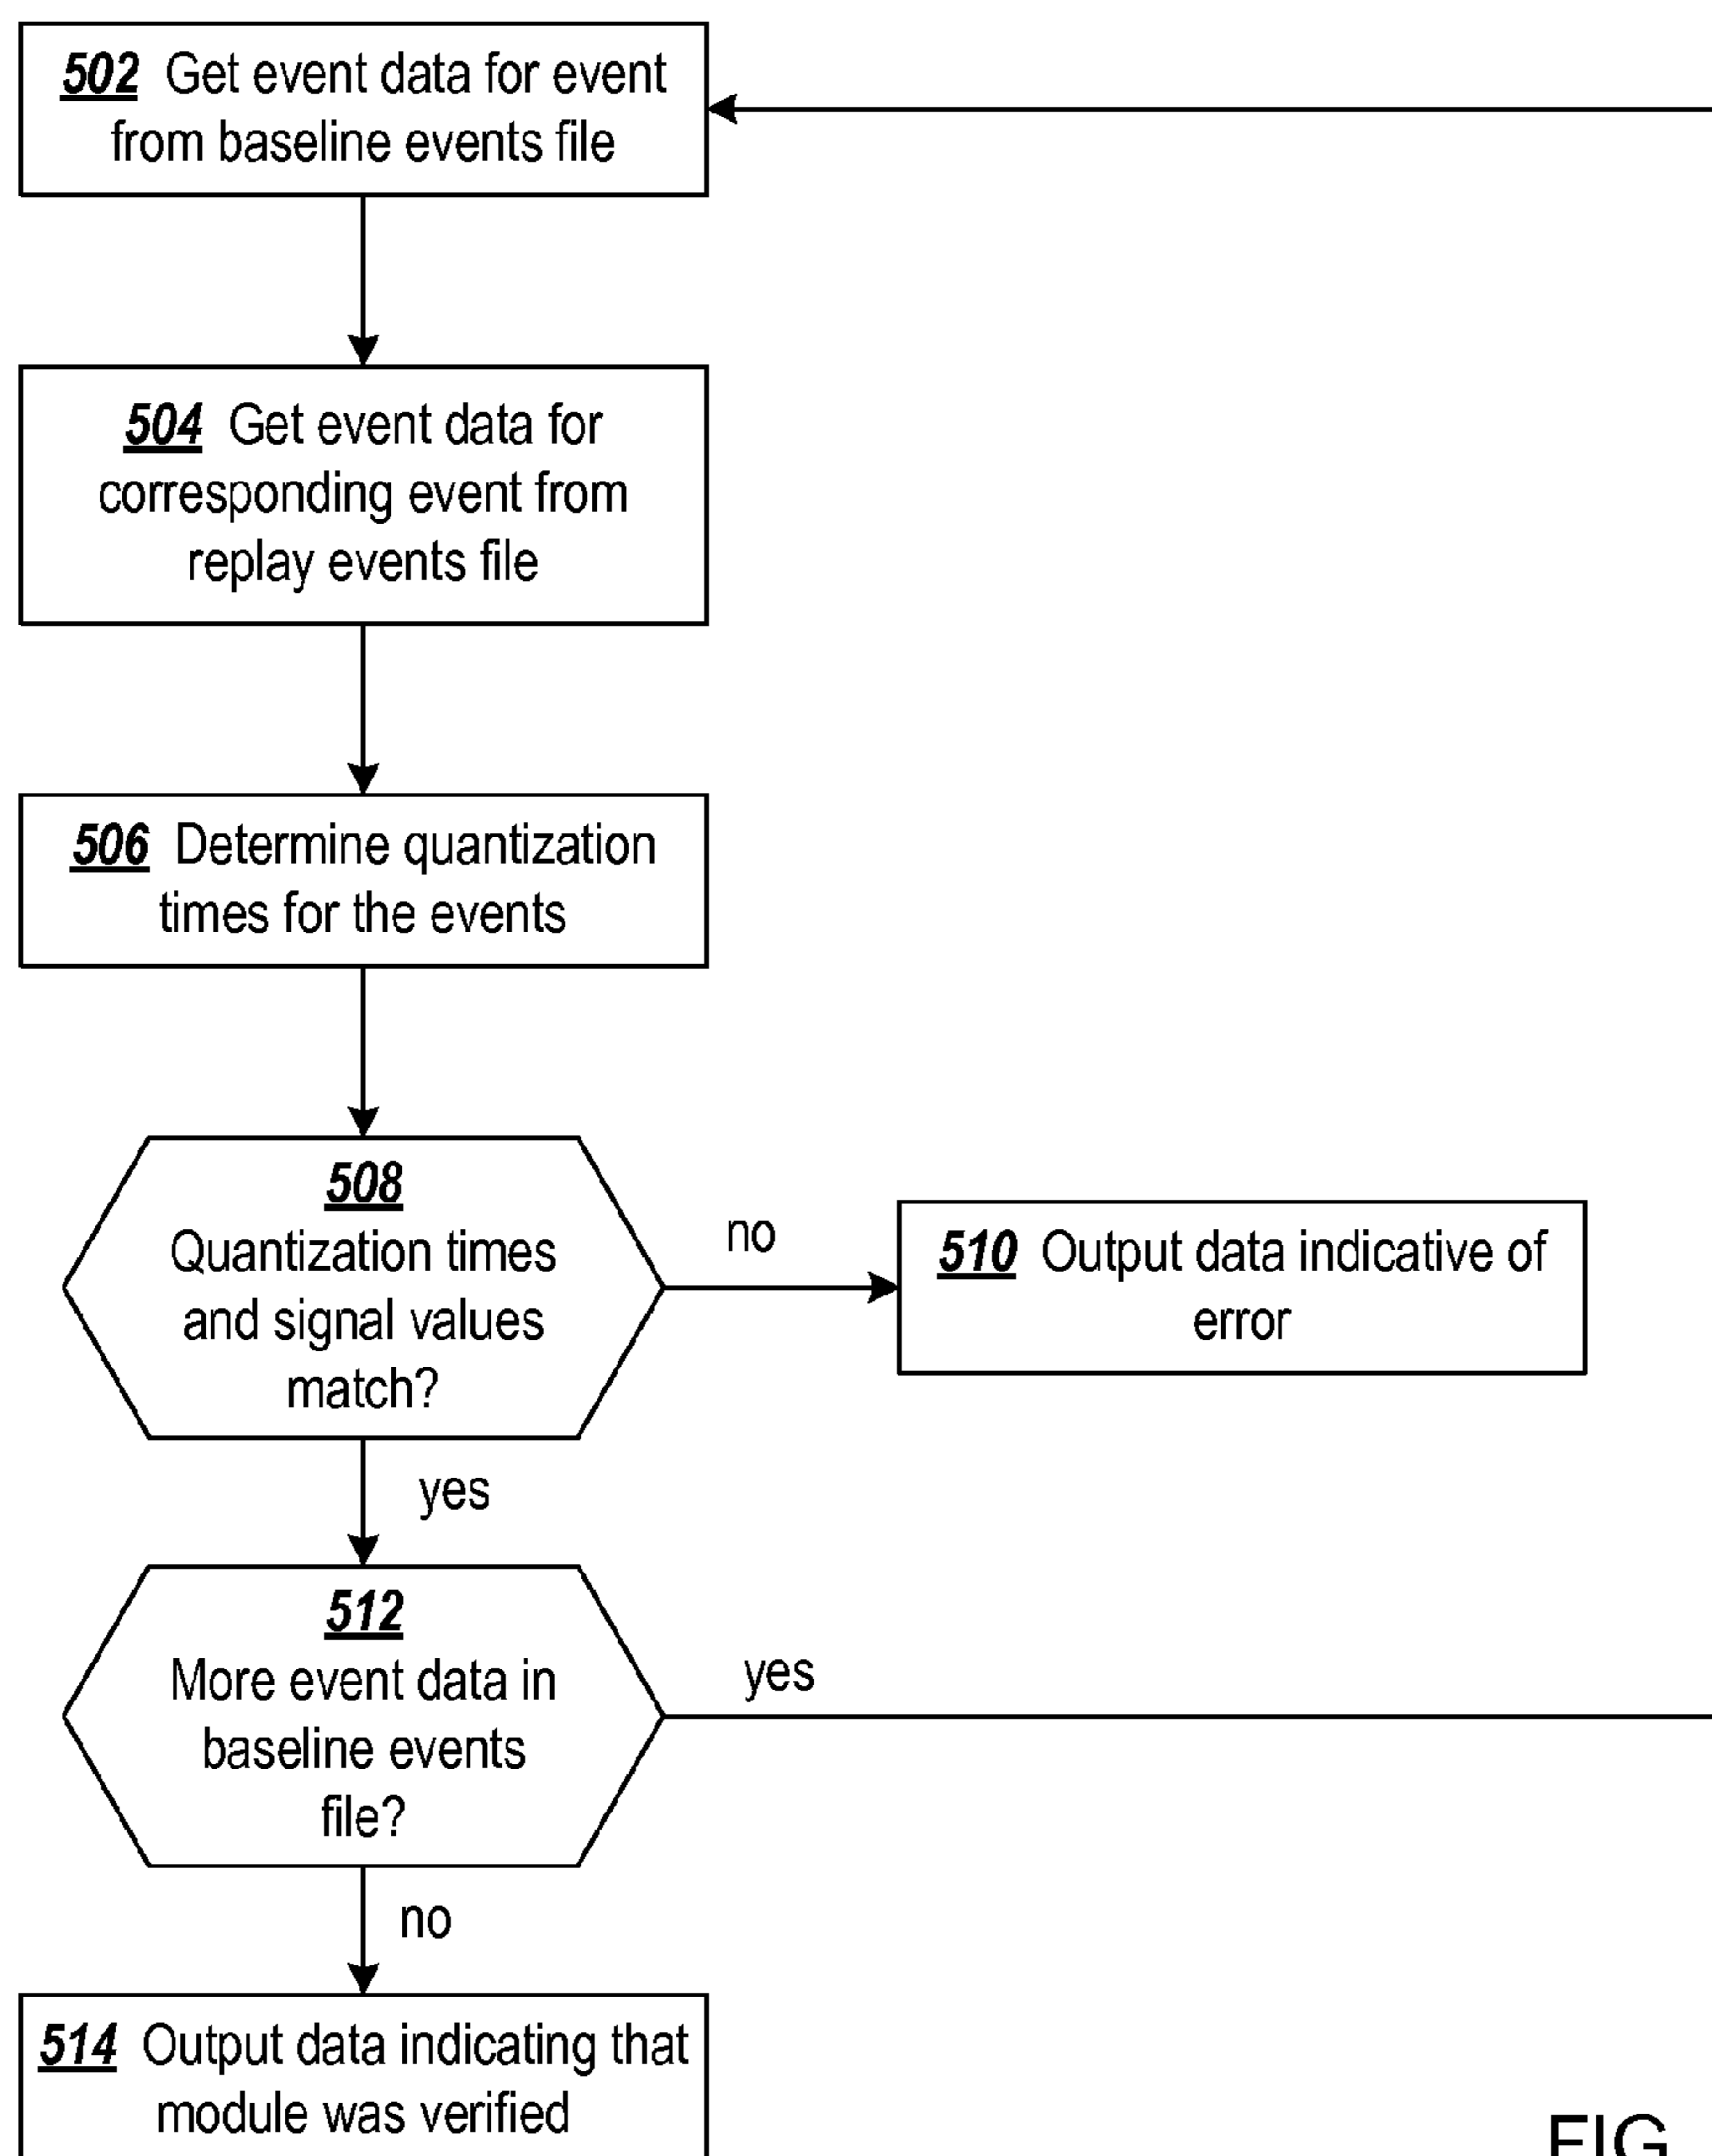 502 Get event data for event
from baseline events file
504 Get event data for
corresponding event from
replay events file
506 Determine quantization
times for the events
508
Quantization times
and signal values
match?
no
510 Output data indicative of
error
yes
512
More event data in
baseline events
file?
yes
no
514 Output data indicating that
module was verified
FIG